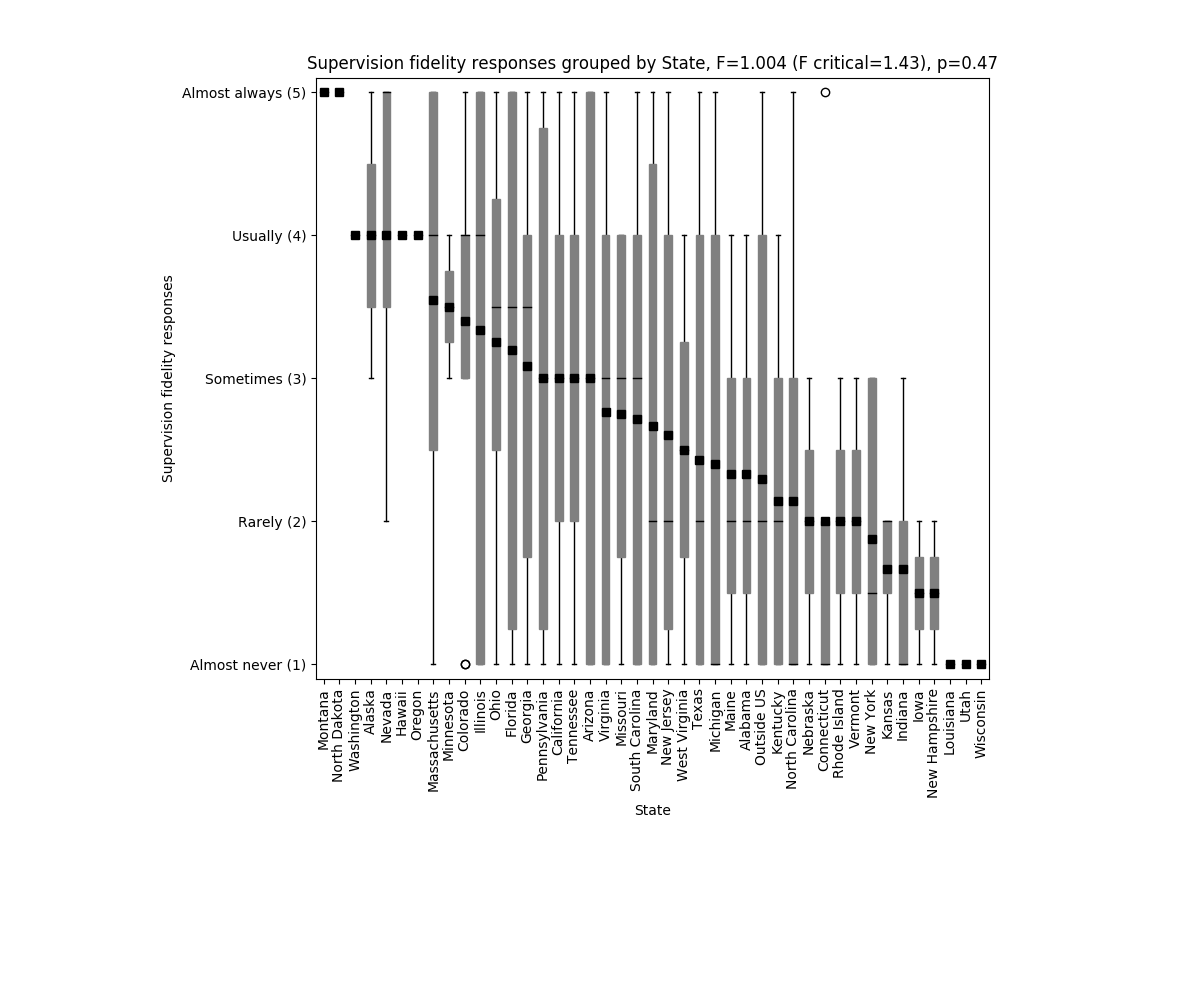 Supervision fidelity responses grouped by State, F=1.004 (F critical=1.43), p=0.47
Almost always (5)
Usually (4)
Sometimes (3)
Rarely (2)
Almost never (1)
Supervision fidelity responses
Montana
North Dakota
Washington
Alaska
Nevada
Hawaii
Oregon
Massachusetts
Minnesota
Colorado
Illinois
Ohio
Florida
Georgia
Pennsylvania
California
Tennessee
Arizona
Virginia
Missouri
South Carolina
Maryland
New Jersey
West Virginia
Texas
Michigan
Maine
Alabama
Outside US
Kentucky
North Carolina
Nebraska
Connecticut
Rhode Island
Vermont
New York
Kansas
Indiana
Iowa
New Hampshire
Louisiana
Utah
Wisconsin
State